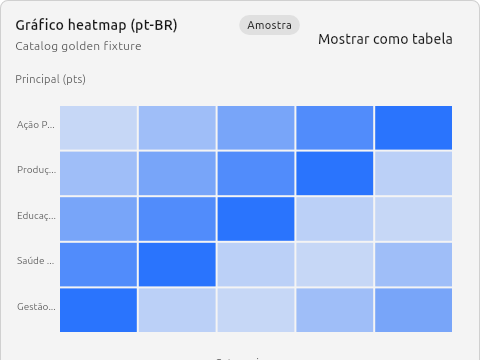 Gráfico heatmap (pt-BR)
Amostra
Catalog golden fixture
Mostrar como tabela
Principal (pts)
Ação P...
Produç...
Educaç...
Saúde ...
Gestão...